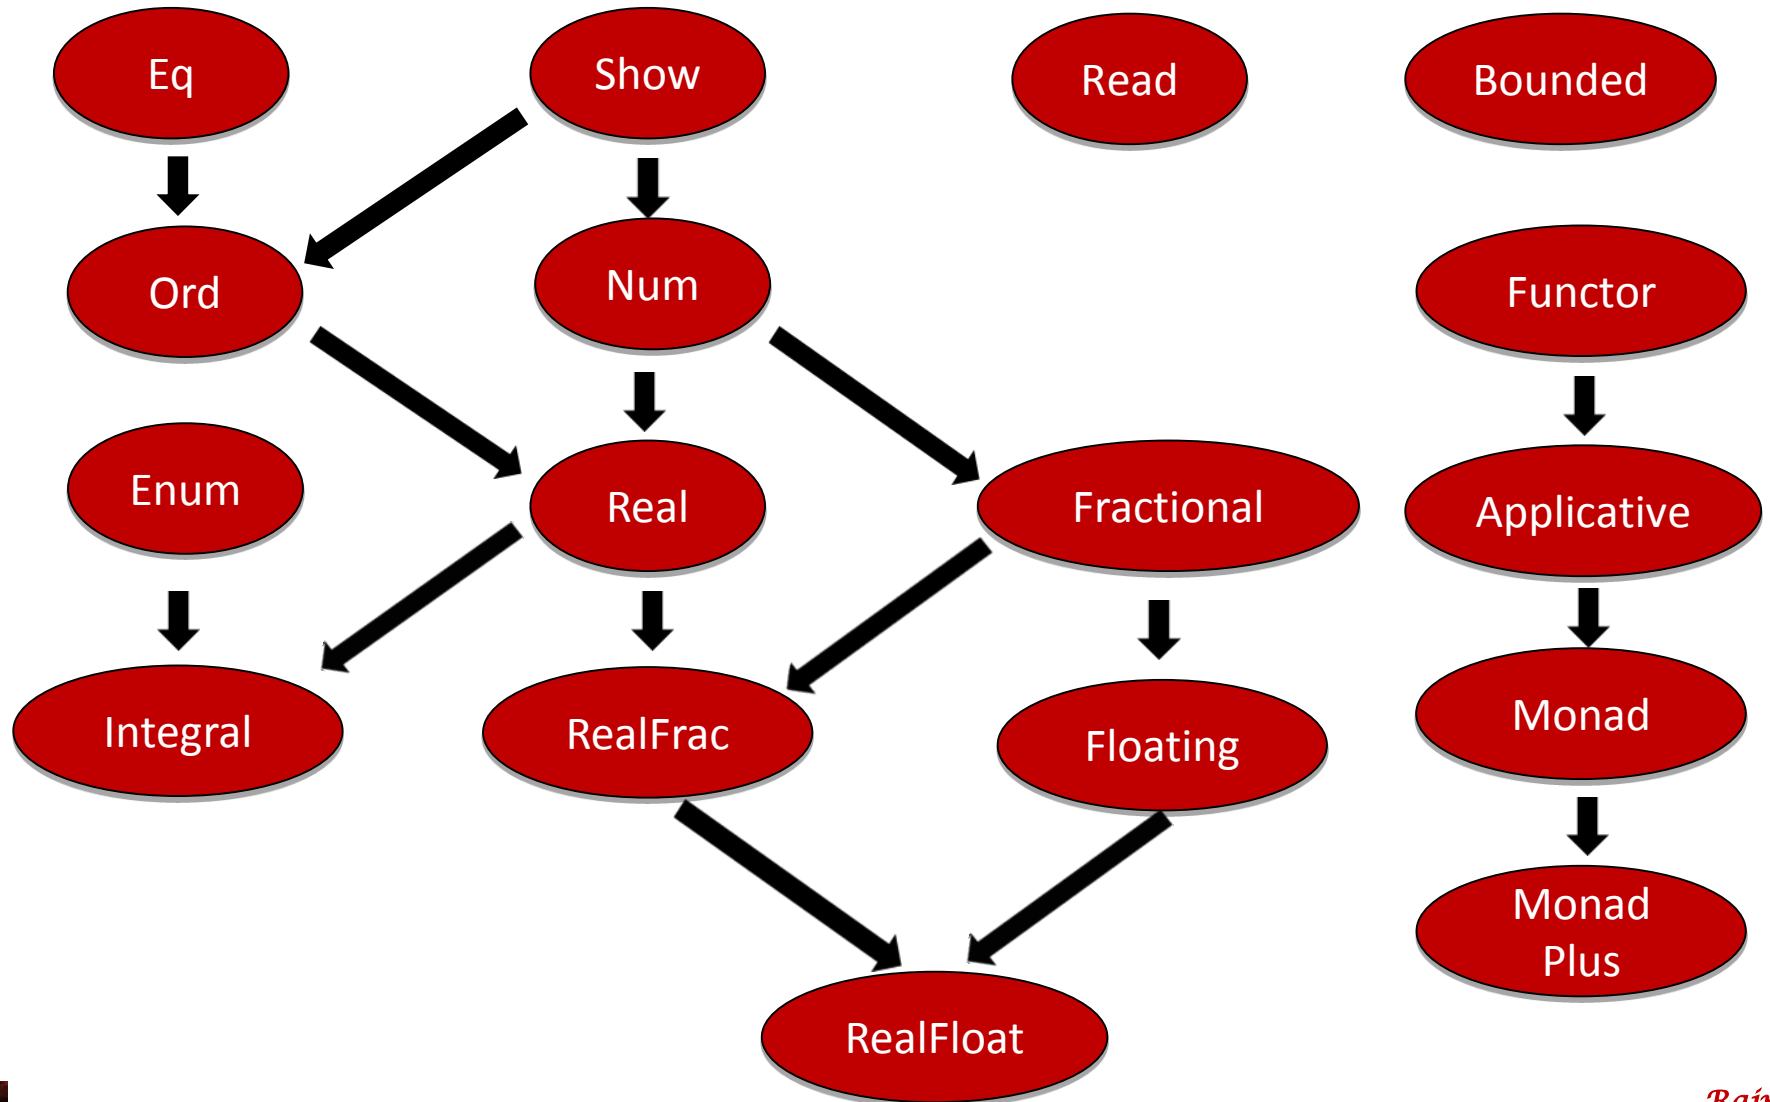 Eq
Show
Read
Bounded
Ord
Num
Functor
Enum
Real
Fractional
Applicative
Integral
RealFrac
Floating
Monad
Monad
Plus
RealFloat